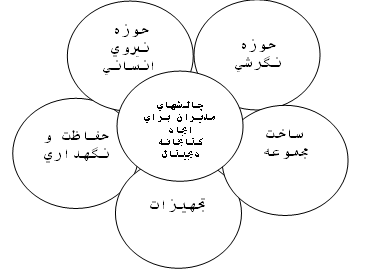 حوزه
نيروي
انساني
حوزه
نگرشي
چالشهاي
مديران براي
ايجاد
كتابخانه
ديجيتال
حفاظت و
نگهداري
ساخت
مجموعه
تجهيزات